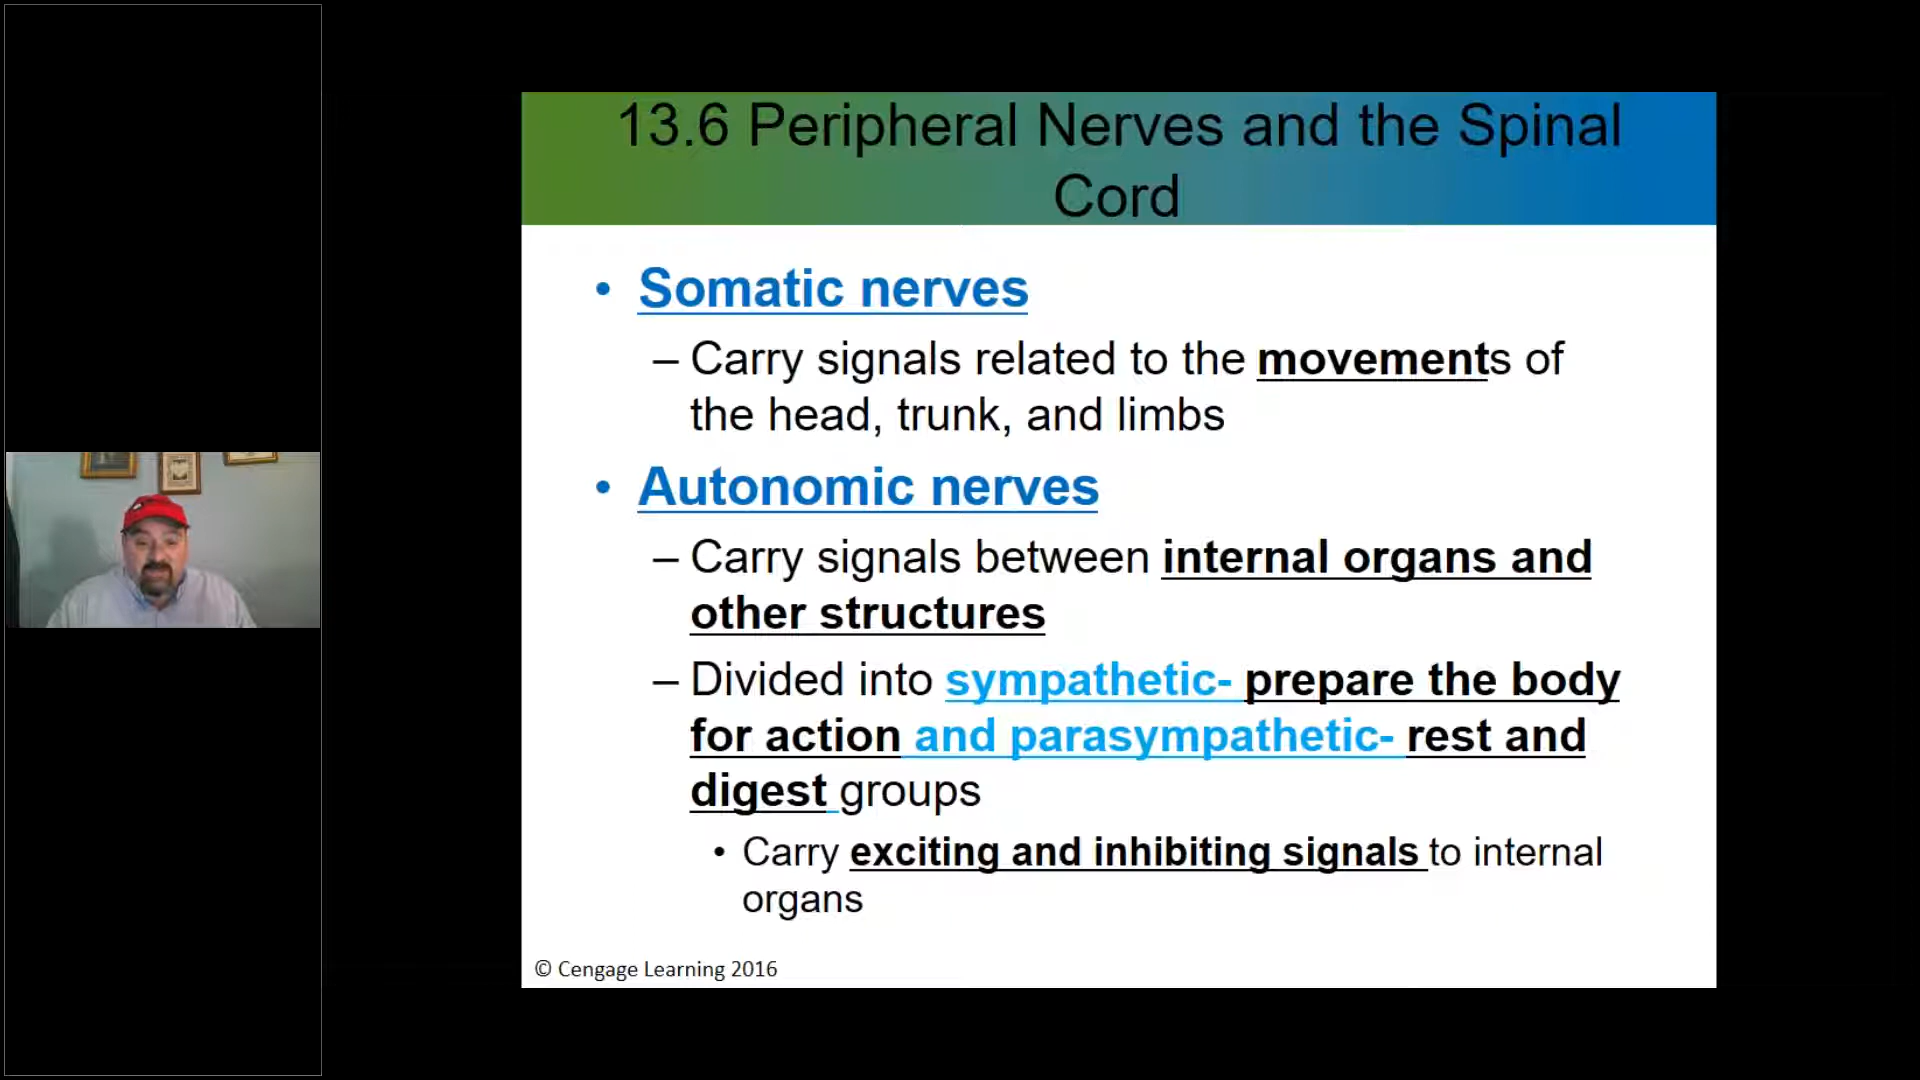 13.6 Peripheral Nerves and the Spinal
Cord
• Somatic nerves
– Carry signals related to the movements of
the head, trunk, and limbs
• Autonomic nerves
– Carry signals between internal organs and
other structures
– Divided into sympathetic- prepare the body
for action and parasympathetic- rest and
digest groups
• Carry exciting and inhibiting signals to internal
organs
© Cengage Learning 2016